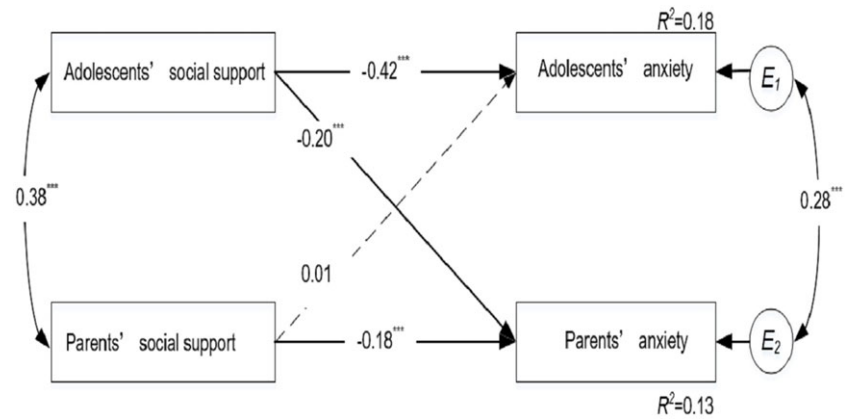 R²=0.18
Adolescents’ social support
-0.42***
Adolescents’ anxiety
E₁
-0.20***
0.38***
0.28***
0.01
Parents’ social support
-0.18***
Parents’ anxiety
E₂
R²=0.13